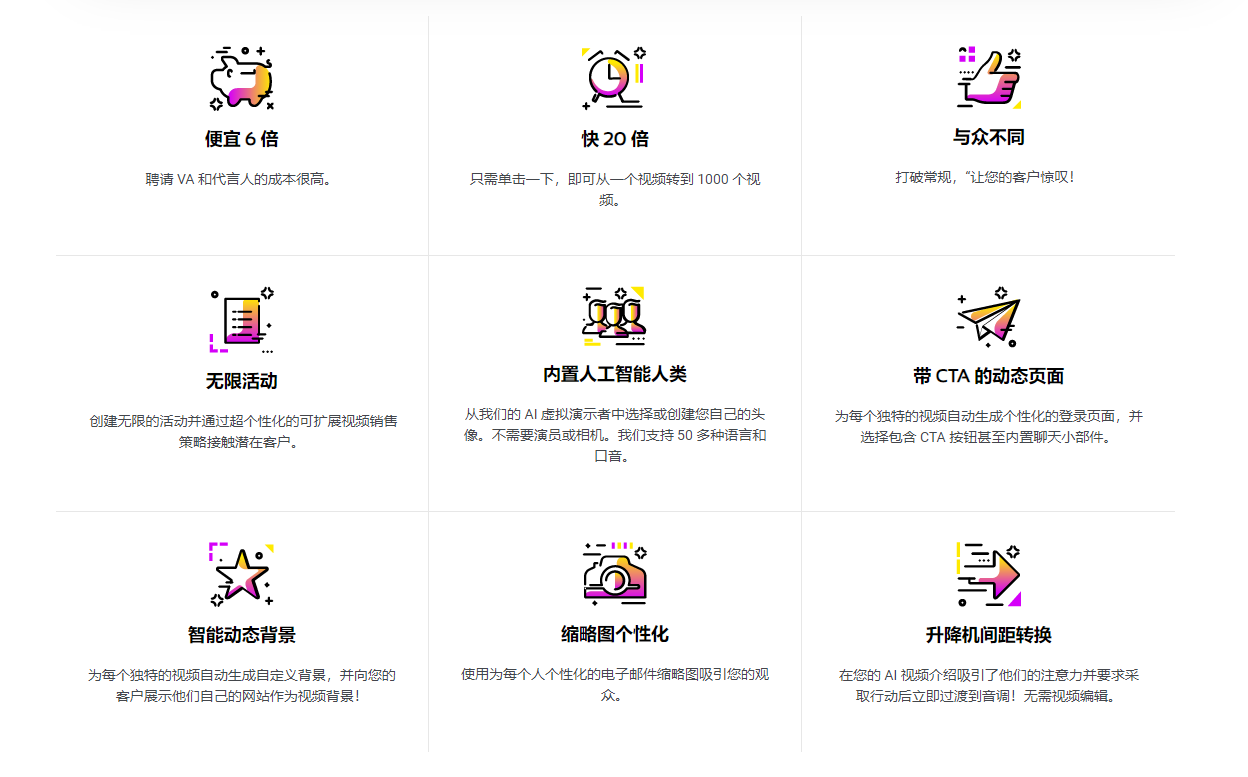 便宜 6 倍
聘请 VA 和代言人的成本很高。
快 20 倍
只需单击一下，即可从一个视频转到 1000 个视
频。
与众不同
打破常规，“让您的客户惊叹！
无限活动
创建无限的活动并通过超个性化的可扩展视频销售
策略接触潜在客户。
内置人工智能人类
从我们的 AI 虚拟演示者中选择或创建您自己的头
像。不需要演员或相机。我们支持 50 多种语言和
口音。
带 CTA 的动态页面
为每个独特的视频自动生成个性化的登录页面，并
选择包含 CTA 按钮甚至内置聊天小部件。
智能动态背景
为每个独特的视频自动生成自定义背景，并向您的
客户展示他们自己的网站作为视频背景！
缩略图个性化
使用为每个人个性化的电子邮件缩略图吸引您的观
众。
升降机间距转换
在您的 AI 视频介绍吸引了他们的注意力并要求采
取行动后立即过渡到音调！无需视频编辑。